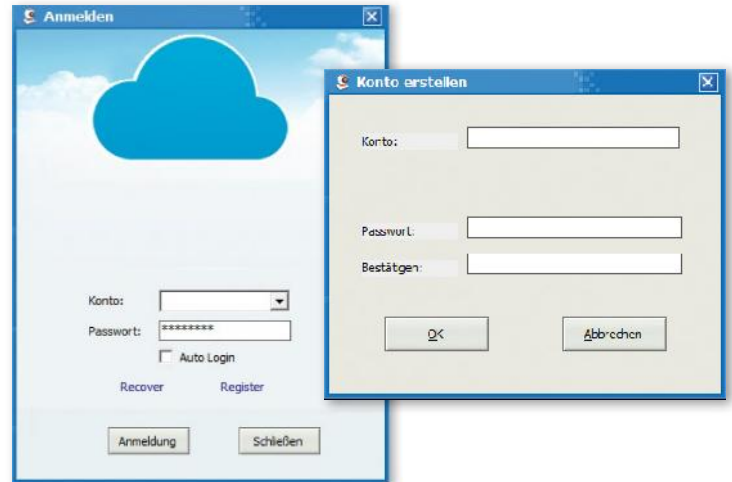 Anmelden
Konto:
Passwort:
********
Auto Login
Recover Register
Anmeldung Schließen
Konto erstellen
Konto:
Passwort:
Bestätgen:
OK Abbrechen